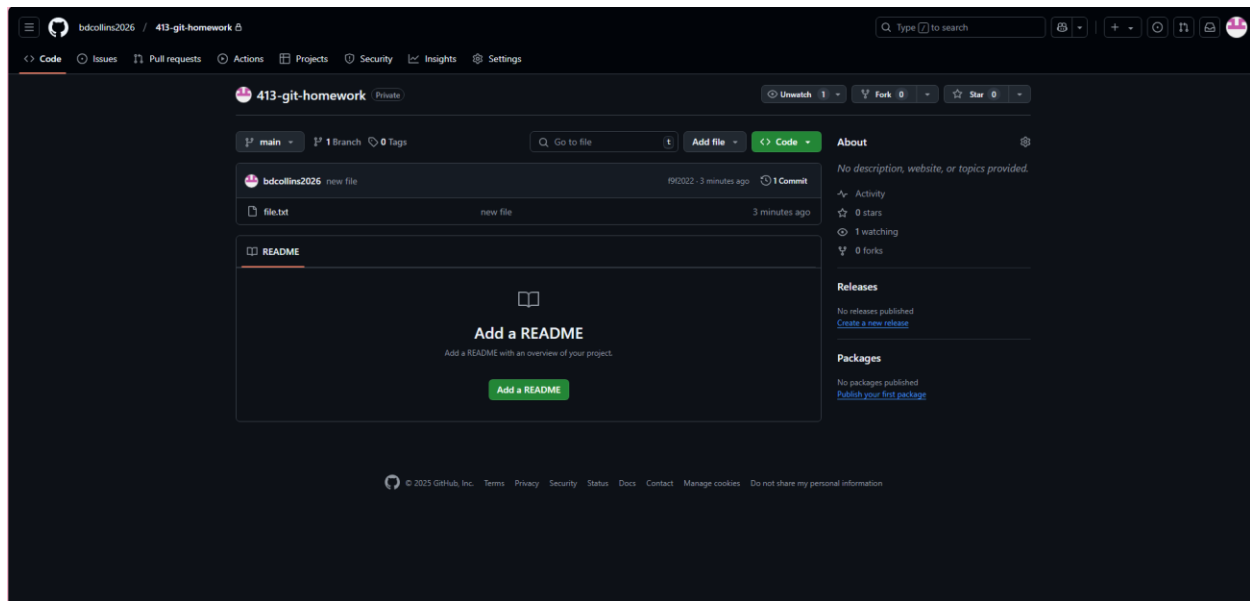 bdcollins2026 / 413-git-homework
Type / to search
Code Issues Pull requests Actions Projects Security Insights Settings
413-git-homework Private
Unwatch 1 Fork 0 Star 0
main 1 Branch 0 Tags Go to file t Add file Code
About
No description, website, or topics provided.
bdcollins2026 new file f9f2022 · 3 minutes ago 1 Commit
file.txt new file 3 minutes ago
Activity
0 stars
1 watching
0 forks
README
Add a README
Add a README with an overview of your project.
Add a README
Releases
No releases published
Create a new release
Packages
No packages published
Publish your first package
© 2025 GitHub, Inc. Terms Privacy Security Status Docs Contact Manage cookies Do not share my personal information